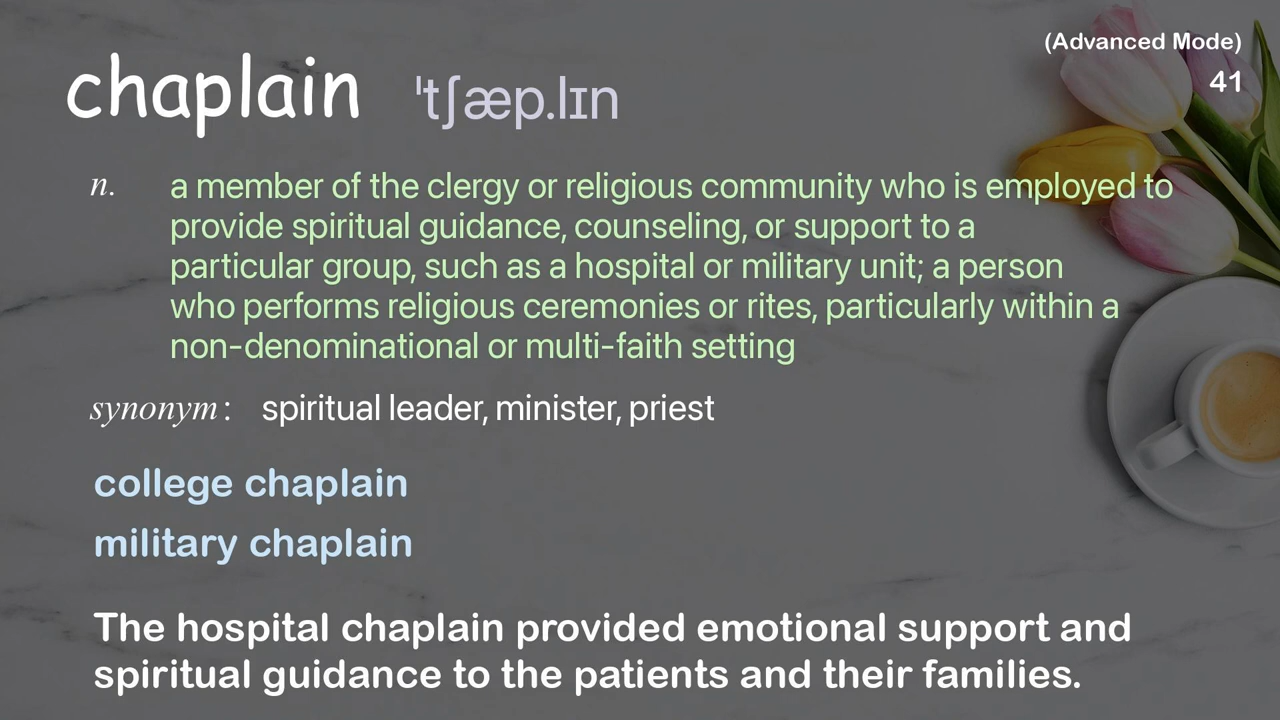 (Advanced Mode)
41
chaplain ˈtʃæp.lɪn
n. a member of the clergy or religious community who is employed to
provide spiritual guidance, counseling, or support to a
particular group, such as a hospital or military unit; a person
who performs religious ceremonies or rites, particularly within a
non-denominational or multi-faith setting
synonym: spiritual leader, minister, priest
college chaplain
military chaplain
The hospital chaplain provided emotional support and
spiritual guidance to the patients and their families.